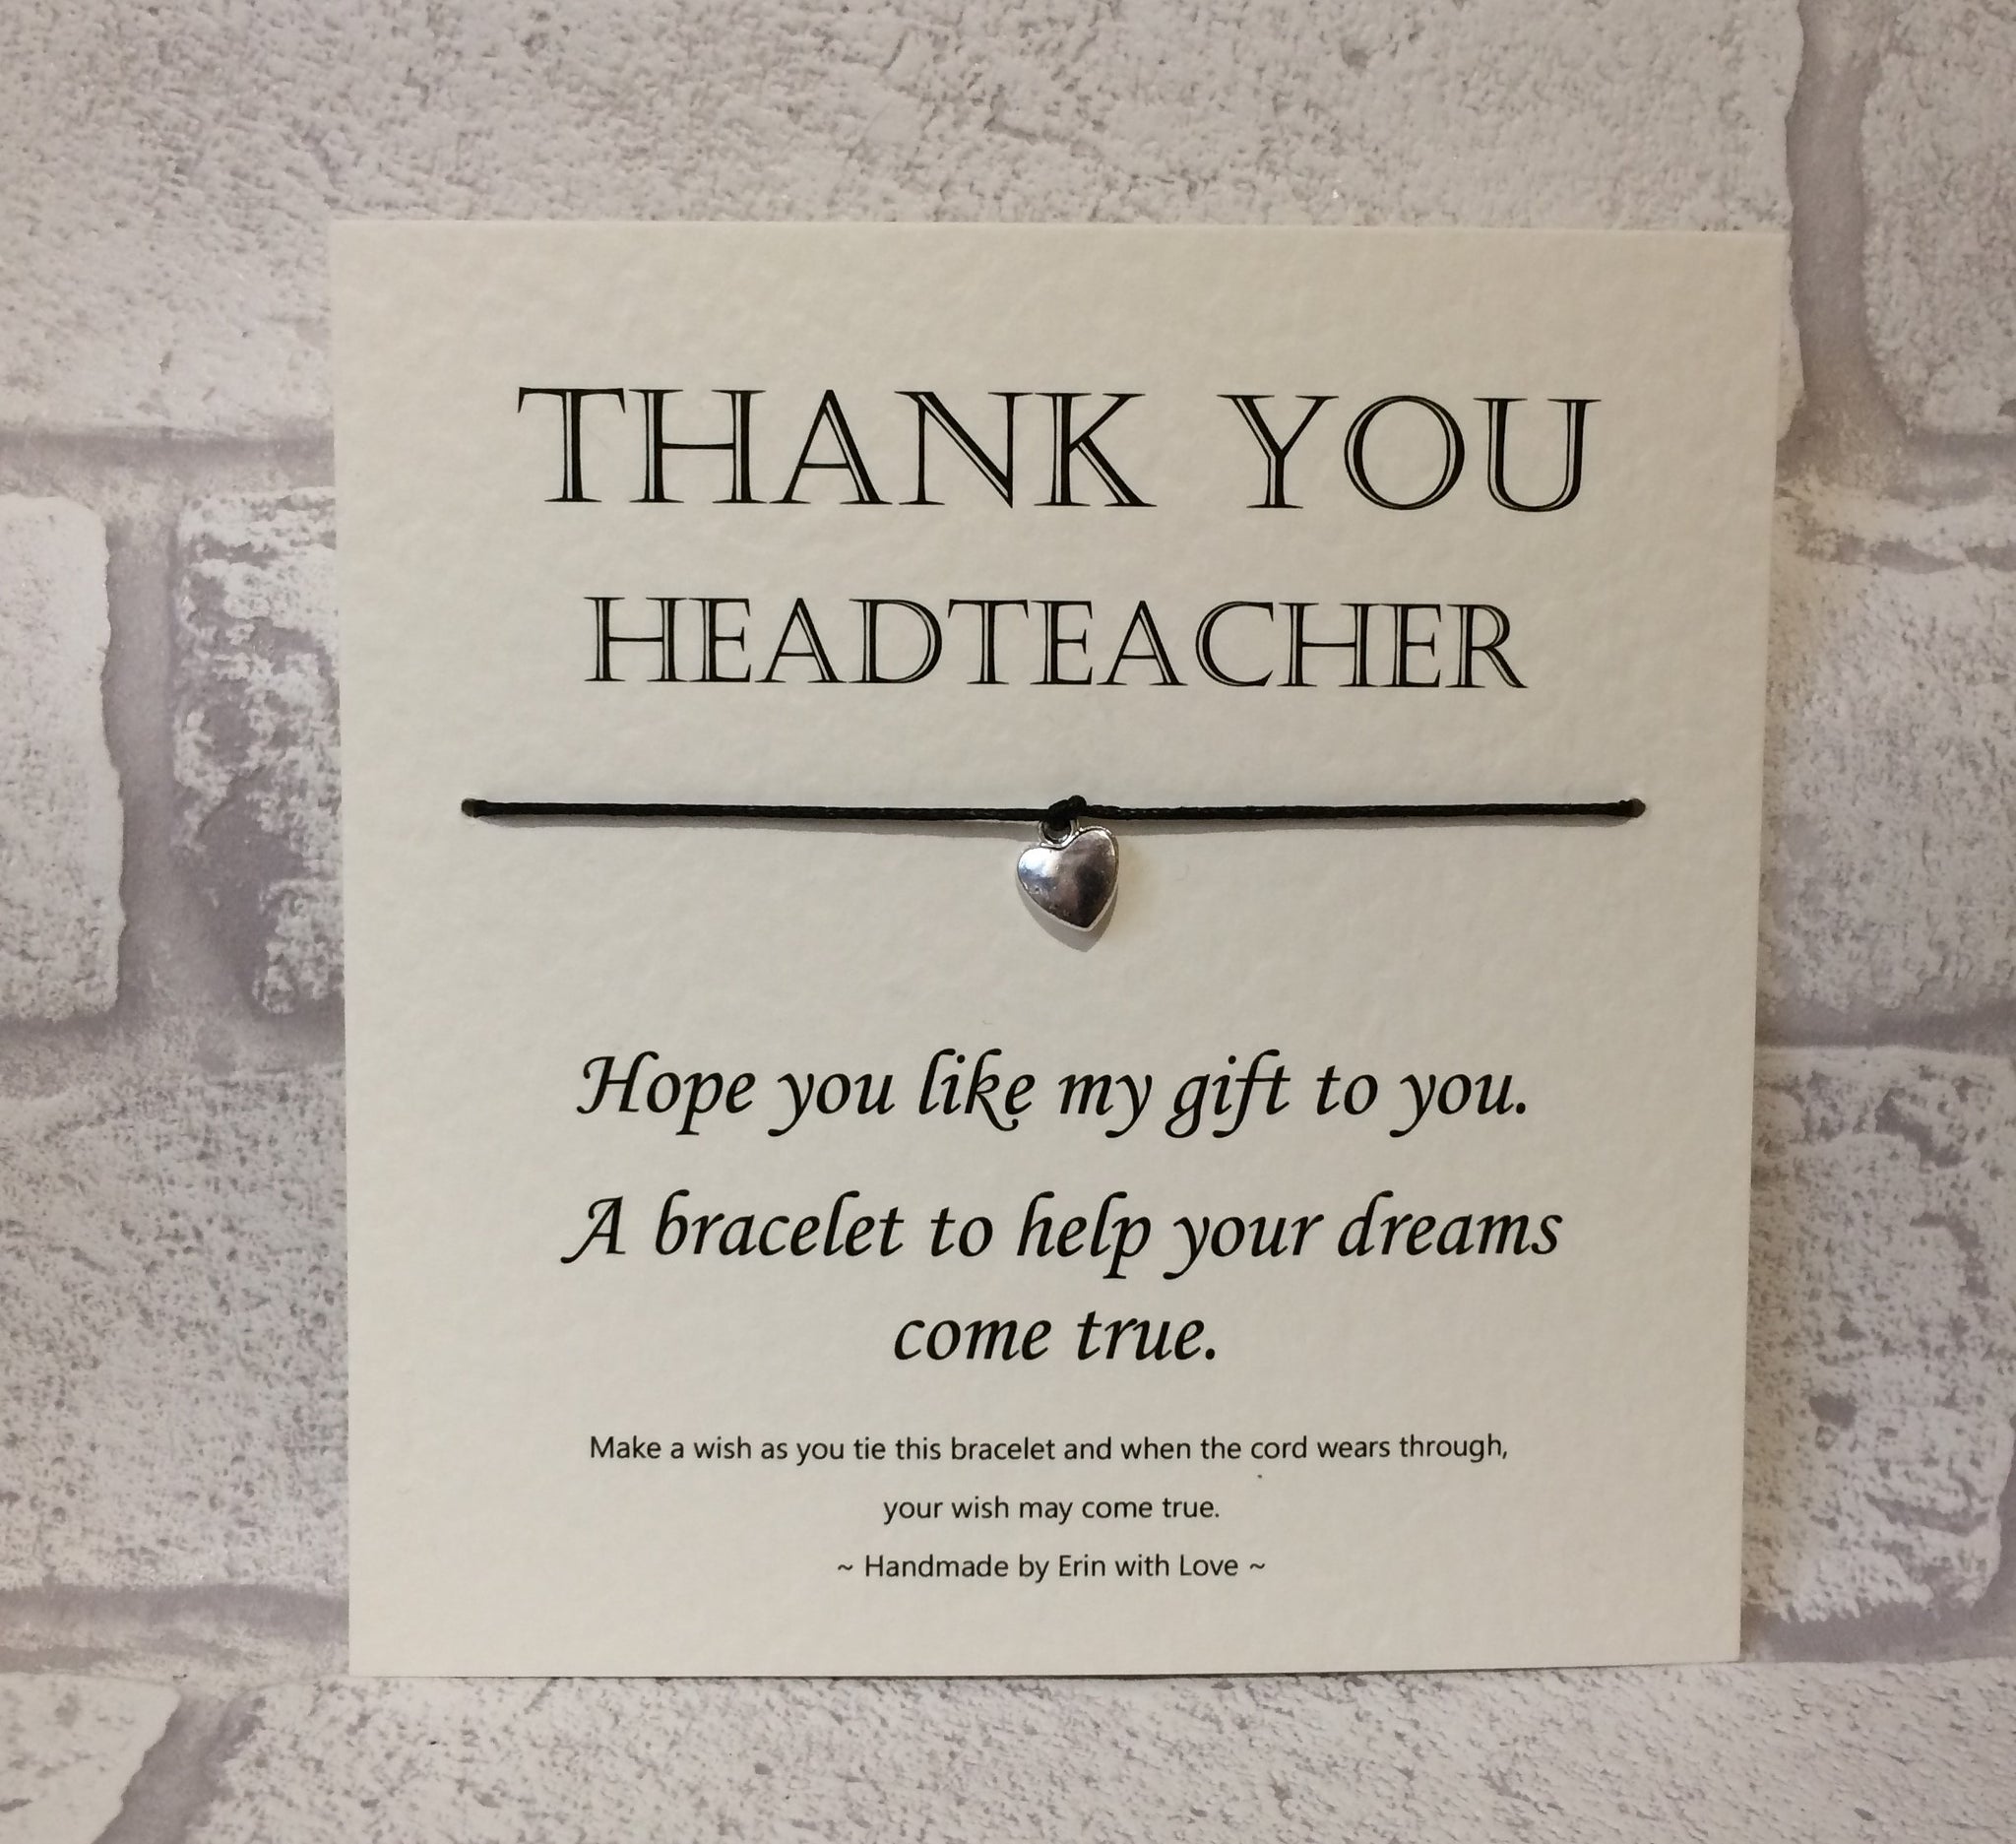 THANK YOU
HEADTEACHER
Hope you like my gift to you.
A bracelet to help your dreams
come true.
Make a wish as you tie this bracelet and when the cord wears through,
your wish may come true.
~ Handmade by Erin with Love ~